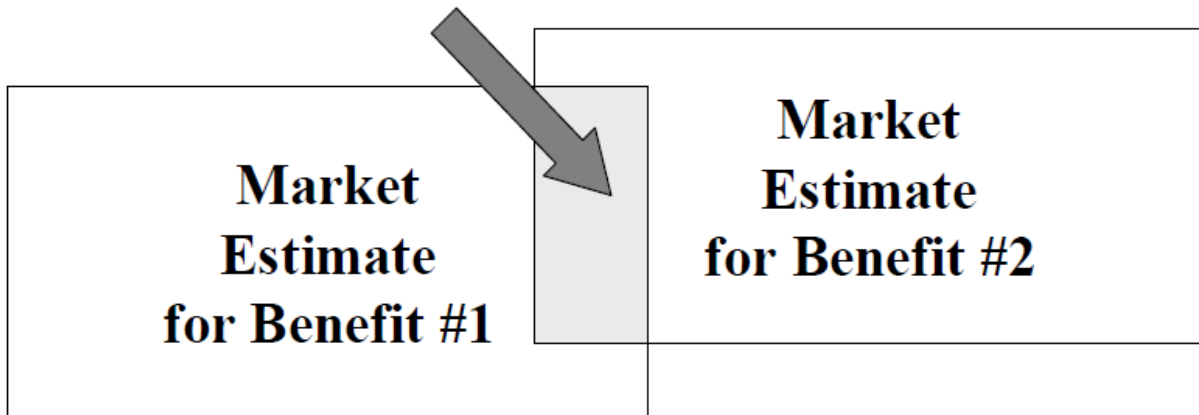 Market
Estimate
for Benefit #1
Market
Estimate
for Benefit #2